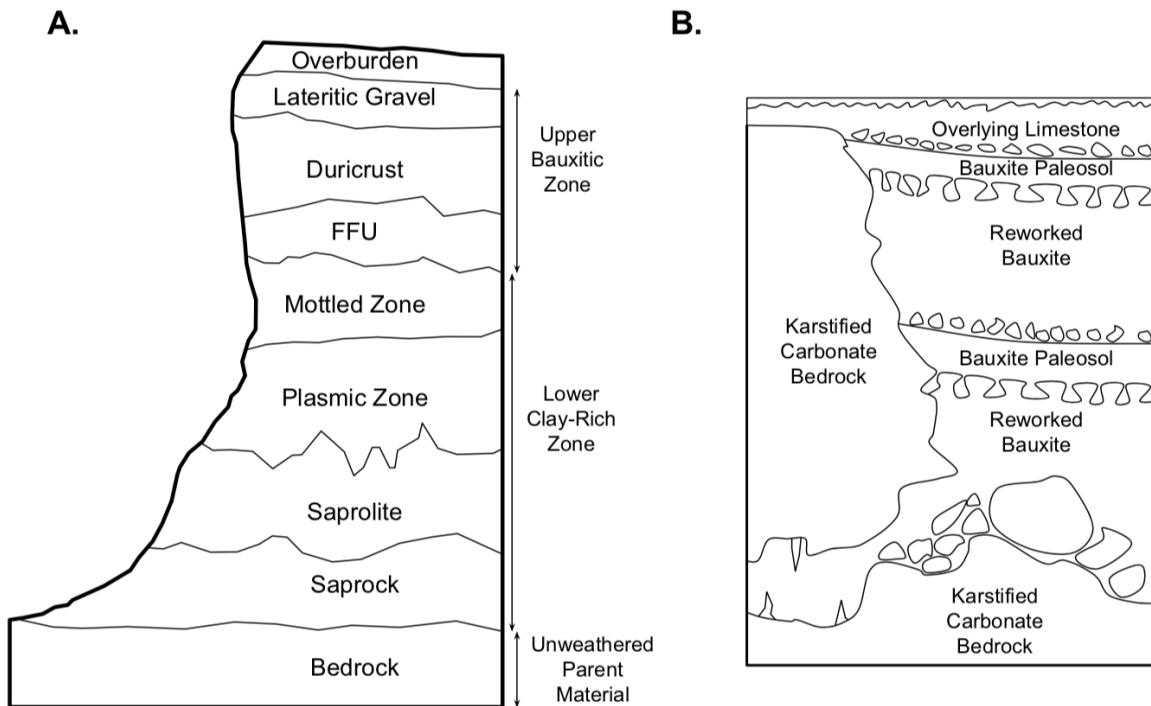 A.
Overburden
Lateritic Gravel
Duricrust
FFU
Mottled Zone
Plasmic Zone
Saprolite
Saprock
Bedrock
Upper
Bauxitic
Zone
Lower
Clay-Rich
Zone
Unweathered
Parent
Material
B.
Overlying Limestone
Bauxite Paleosol
Reworked
Bauxite
Karstified
Carbonate
Bedrock
Bauxite Paleosol
Reworked
Bauxite
Karstified
Carbonate
Bedrock